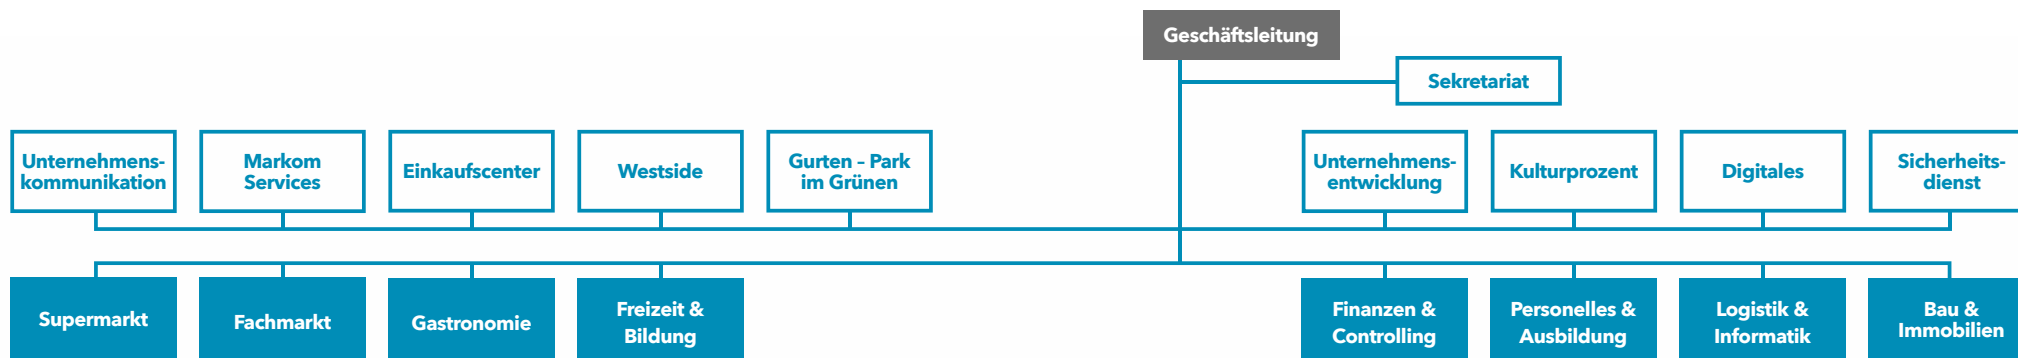 Geschäftsleitung
Sekretariat
Unternehmens-
kommunikation
Markom
Services
Einkaufscenter
Westside
Gurten – Park
im Grünen
Unternehmens-
entwicklung
Kulturprozent
Digitales
Sicherheits-
dienst
Supermarkt
Fachmarkt
Gastronomie
Freizeit &
Bildung
Finanzen &
Controlling
Personelles &
Ausbildung
Logistik &
Informatik
Bau &
Immobilien